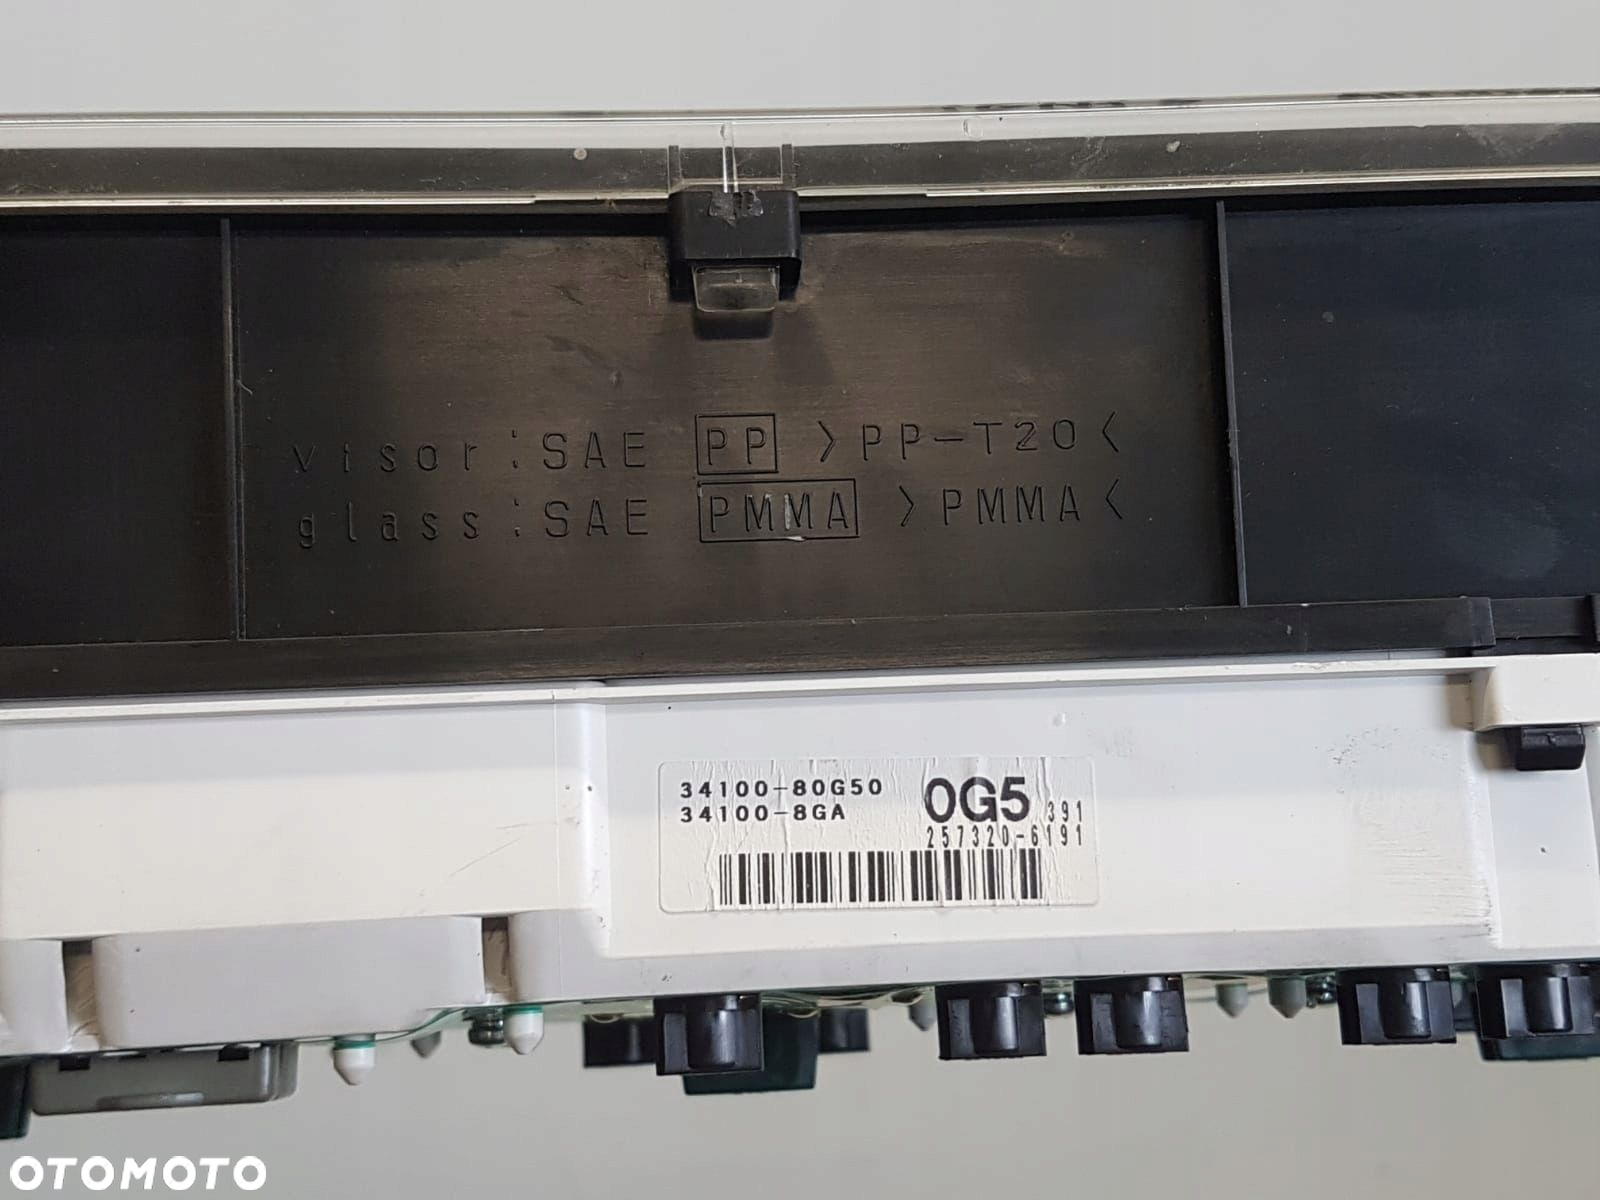 visor:SAE PP >PP-T20<
glass:SAE PMMA >PMMA<
34100-80G50
34100-8GA
0G5 391
257320-6191
OTOMOTO